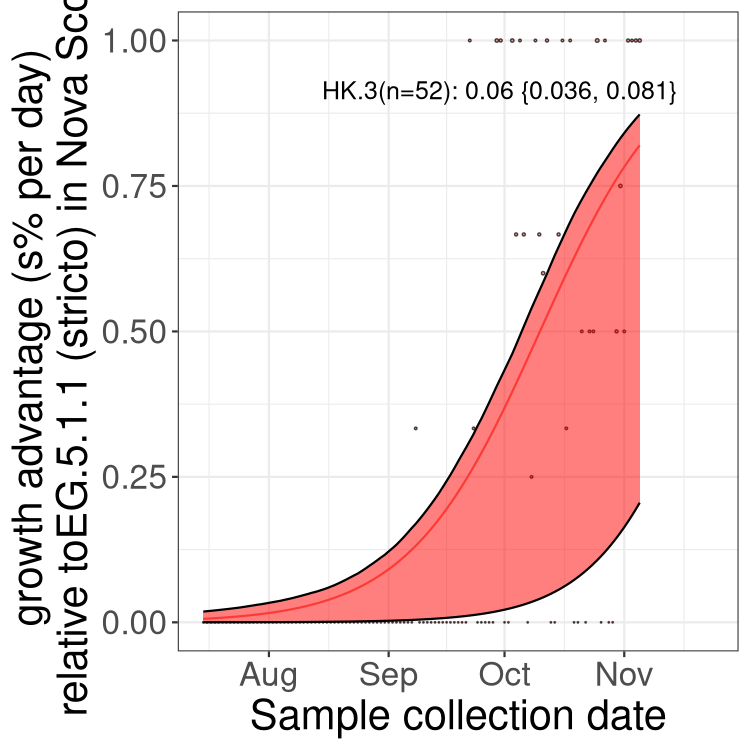 growth advantage (s% per day)
relative toEG.5.1.1 (stricto) in Nova Sco
1.00
0.75
0.50
0.25
0.00
HK.3(n=52): 0.06 {0.036, 0.081}
Aug Sep Oct Nov
Sample collection date